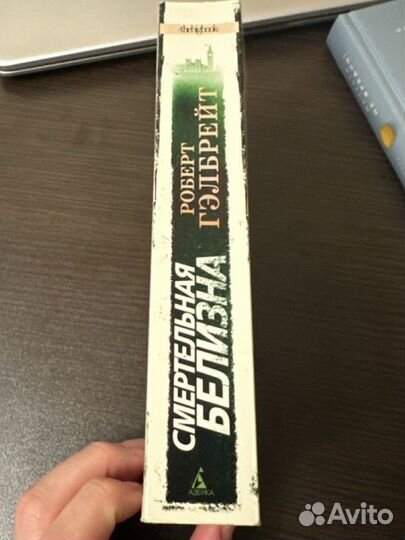 ·thebigbook·
РОБЕРТ
ГЭЛБРЕЙТ
СМЕРТЕЛЬНАЯ
БЕЛИЗНА
АЗБУКА
Avito